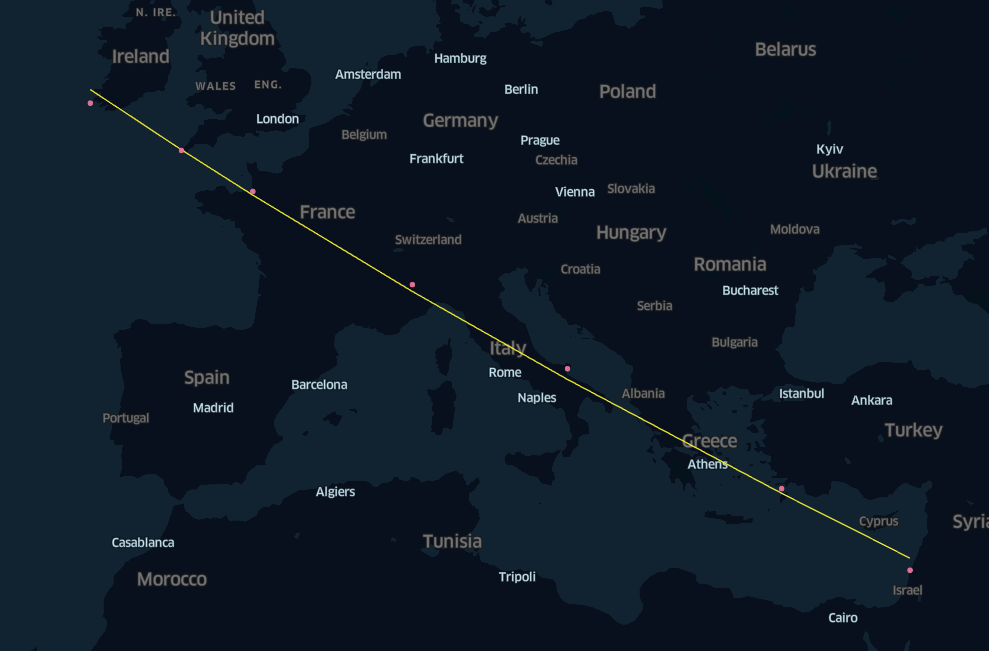 N. IRE.
United
Kingdom
Ireland
Hamburg
Belarus
Amsterdam
WALES
ENG.
Berlin
Poland
London
Germany
Belgium
Prague
Kyiv
Frankfurt
Czechia
Ukraine
Vienna
Slovakia
France
Austria
Switzerland
Hungary
Moldova
Croatia
Romania
Bucharest
Serbia
Italy
Bulgaria
Rome
Spain
Barcelona
Naples
Albania
Istanbul
Ankara
Madrid
Portugal
Turkey
Greece
Athens
Algiers
Cyprus
Syria
Casablanca
Tunisia
Morocco
Tripoli
Israel
Cairo